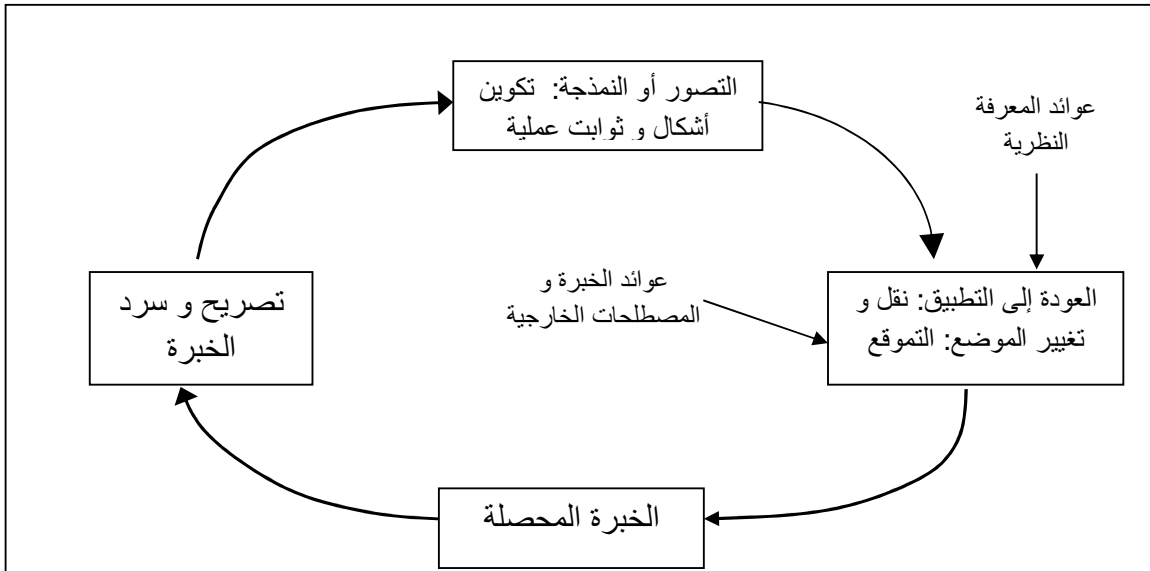 التصور أو النمذجة: تكوين
أشكال و ثوابت عملية
عوائد المعرفة
النظرية
العودة إلى التطبيق: نقل و
تغيير الموضع: التموقع
عوائد الخبرة و
المصطلحات الخارجية
تصريح و سرد
الخبرة
الخبرة المحصلة